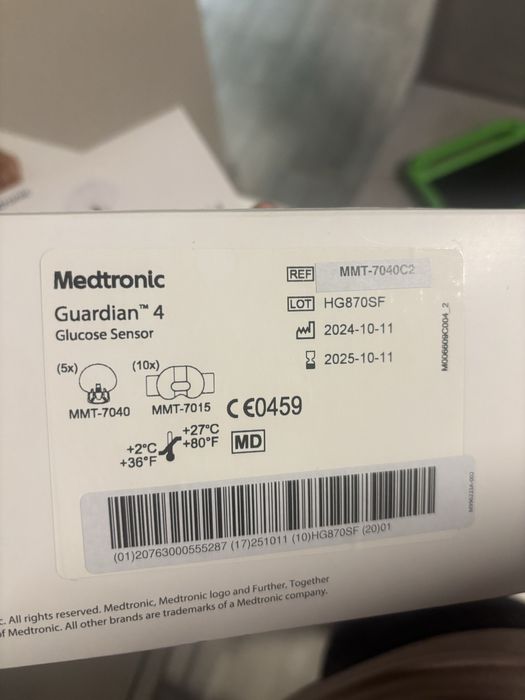 Medtronic
Guardian™ 4
Glucose Sensor
REF MMT-7040C2
LOT HG870SF
2024-10-11
2025-10-11
M006609C004_2
(5x) (10x)
MMT-7040 MMT-7015
CE0459
+27°C
+80°F
+2°C
+36°F
MD
(01)20763000555287 (17)251011 (10)HG870SF (20)01
. All rights reserved. Medtronic, Medtronic logo and Further, Together
of Medtronic. All other brands are trademarks of a Medtronic company.